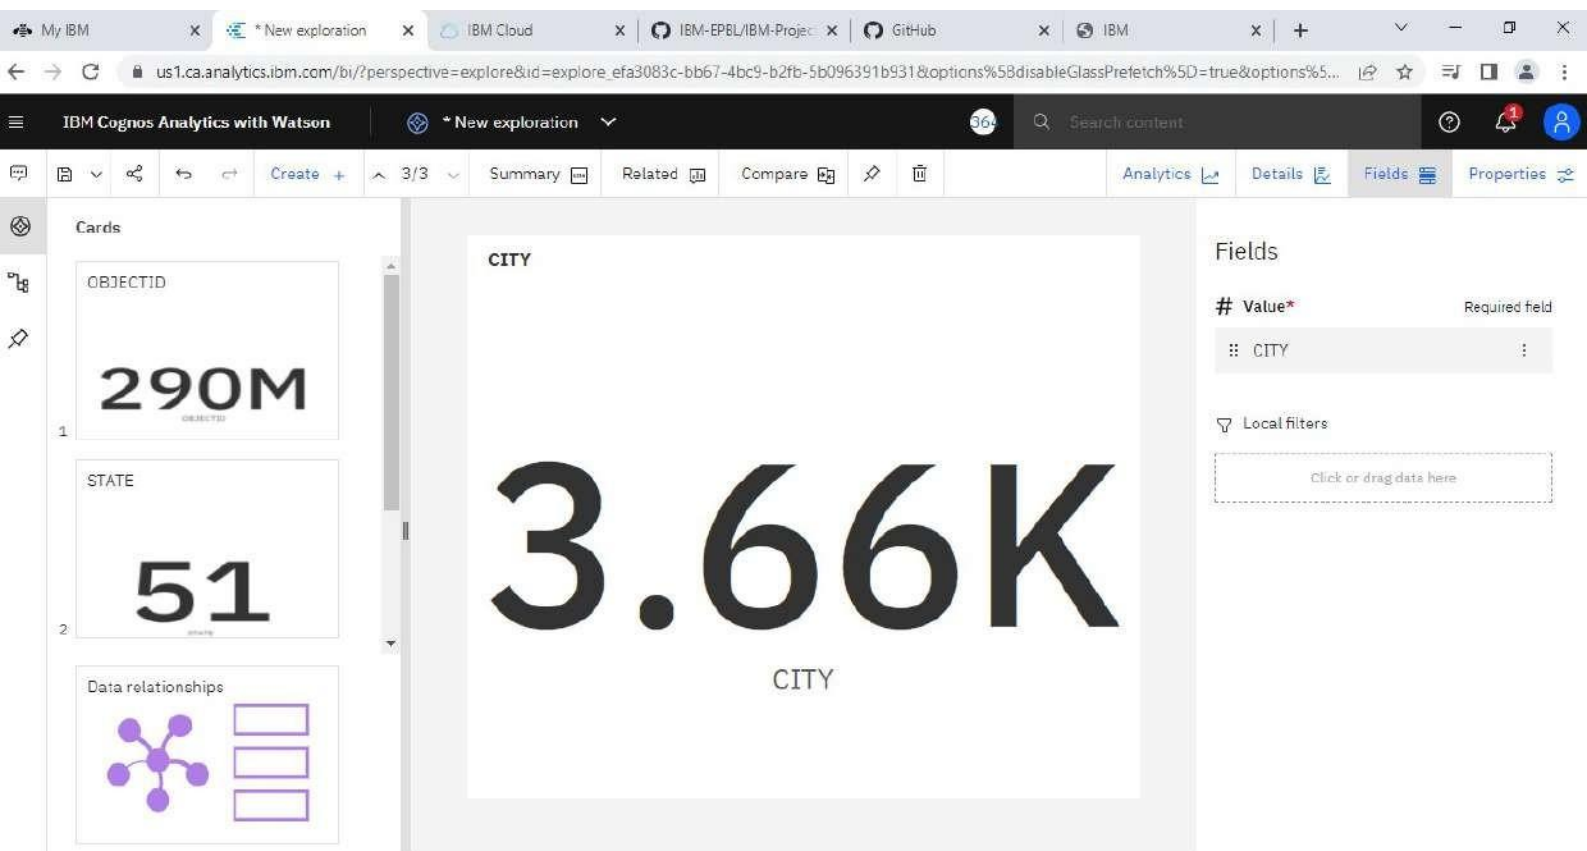 My IBM
* New exploration
IBM Cloud
IBM-EPBL/IBM-Projec
GitHub
IBM
us1.ca.analytics.ibm.com/bi/?perspective=explore&id=explore_efa3083c-bb67-4bc9-b2fb-5b096391b931&options%5BdisableGlassPrefetch%5D=true&options%5...
IBM Cognos Analytics with Watson
* New exploration
364
Search content
1
Create +
3/3
Summary
Related
Compare
Analytics
Details
Fields
Properties
Cards
OBJECTID
290M
OBJECTID
1
STATE
51
2
Data relationships
CITY
3.66K
CITY
Fields
# Value*
Required field
CITY
Local filters
Click or drag data here